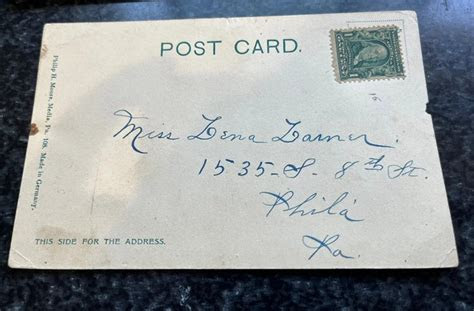 POST CARD.
Miss Lena Larner.
1535 - S - 8th St.
Phila
Pa.
THIS SIDE FOR THE ADDRESS.
Philip H. Moore, Media, Pa. 108. Made in Germany.